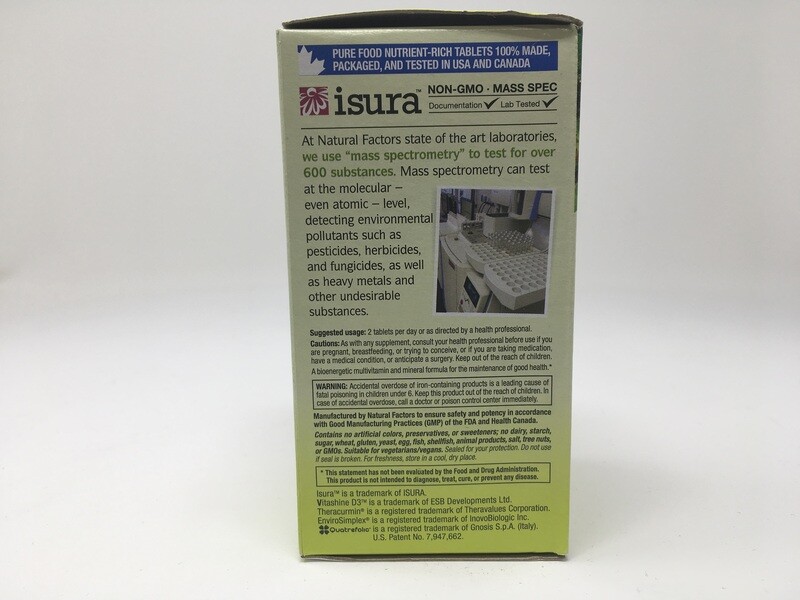 PURE FOOD NUTRIENT-RICH TABLETS 100% MADE,
PACKAGED, AND TESTED IN USA AND CANADA
isura™ NON-GMO · MASS SPEC
Documentation ✓ Lab Tested ✓
At Natural Factors state of the art laboratories,
we use “mass spectrometry” to test for over
600 substances. Mass spectrometry can test
at the molecular –
even atomic – level,
detecting environmental
pollutants such as
pesticides, herbicides,
and fungicides, as well
as heavy metals and
other undesirable
substances.
Suggested usage: 2 tablets per day or as directed by a health professional.
Cautions: As with any supplement, consult your health professional before use if you
are pregnant, breastfeeding, or trying to conceive, or if you are taking medication,
have a medical condition, or anticipate a surgery. Keep out of the reach of children.
A bioenergetic multivitamin and mineral formula for the maintenance of good health.*
WARNING: Accidental overdose of iron-containing products is a leading cause of
fatal poisoning in children under 6. Keep this product out of the reach of children. In
case of accidental overdose, call a doctor or poison control center immediately.
Manufactured by Natural Factors to ensure safety and potency in accordance
with Good Manufacturing Practices (GMP) of the FDA and Health Canada.
Contains no artificial colors, preservatives, or sweeteners; no dairy, starch,
sugar, wheat, gluten, yeast, egg, fish, shellfish, animal products, salt, tree nuts,
or GMOs. Suitable for vegetarians/vegans. Sealed for your protection. Do not use
if seal is broken. For freshness, store in a cool, dry place.
* This statement has not been evaluated by the Food and Drug Administration.
This product is not intended to diagnose, treat, cure, or prevent any disease.
Isura™ is a trademark of ISURA.
Vitashine D3™ is a trademark of ESB Developments Ltd.
Theracurmin® is a registered trademark of Theravalues Corporation.
EnviroSimplex® is a registered trademark of InovoBiologic Inc.
Quatrefolic® is a registered trademark of Gnosis S.p.A. (Italy).
U.S. Patent No. 7,947,662.